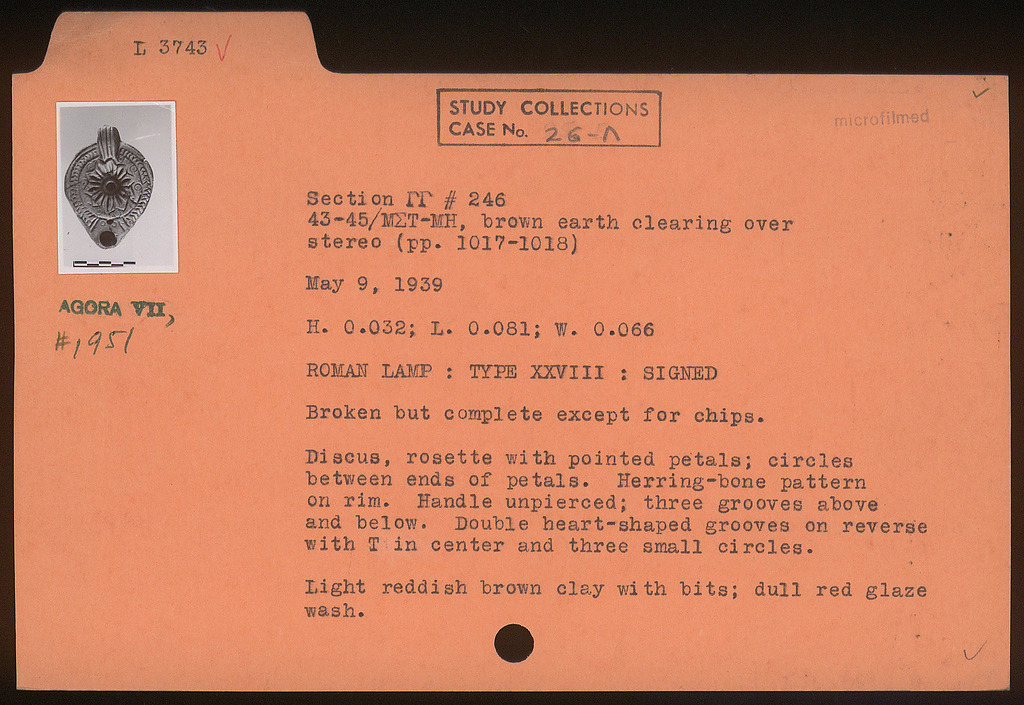 L 3743 ✓
STUDY COLLECTIONS
CASE No. 26-Λ
microfilmed
Section ΓΓ # 246
43-45/ΜΣΤ-ΜΗ, brown earth clearing over
stereo (pp. 1017-1018)
May 9, 1939
AGORA VII,
#1951
H. 0.032; L. 0.081; W. 0.066
ROMAN LAMP : TYPE XXVIII : SIGNED
Broken but complete except for chips.
Discus, rosette with pointed petals; circles
between ends of petals. Herring-bone pattern
on rim. Handle unpierced; three grooves above
and below. Double heart-shaped grooves on reverse
with T in center and three small circles.
Light reddish brown clay with bits; dull red glaze
wash.